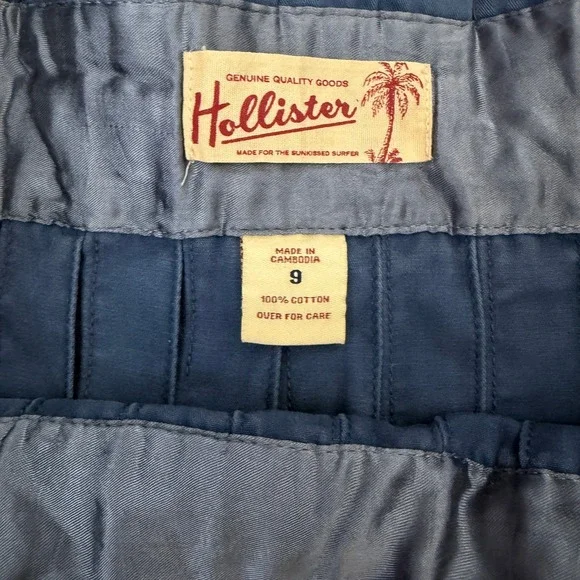 GENUINE QUALITY GOODS
Hollister
MADE FOR THE SUNKISSED SURFER
MADE IN
CAMBODIA
9
100% COTTON
OVER FOR CARE